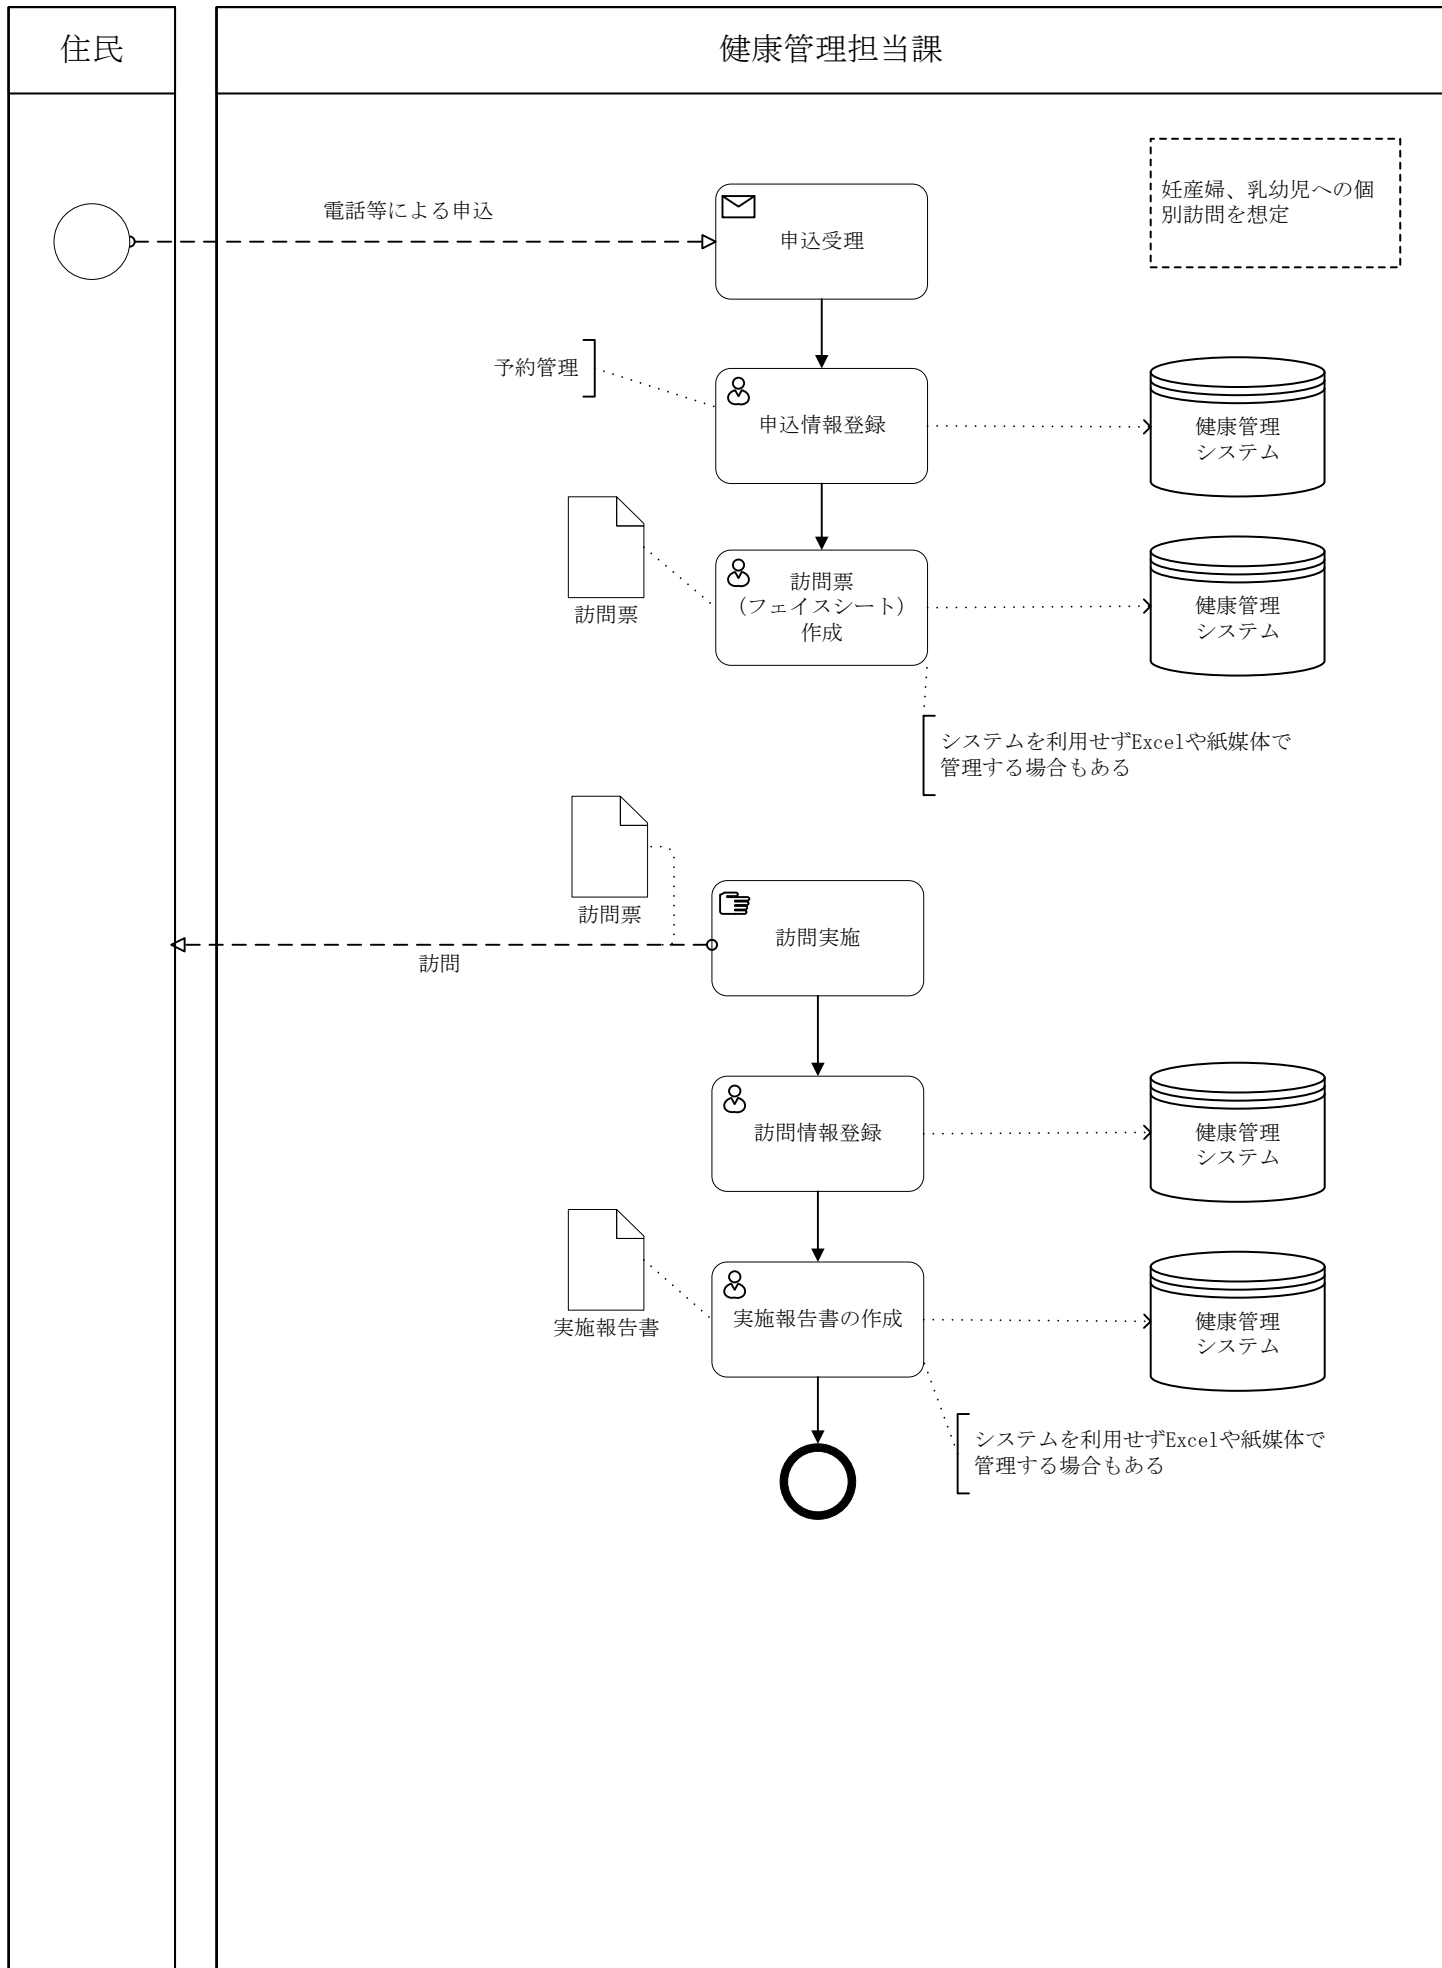 住民
健康管理担当課
妊産婦、乳幼児への個
別訪問を想定
電話等による申込
申込受理
予約管理
申込情報登録
健康管理
システム
訪問票
訪問票
（フェイスシート）
作成
健康管理
システム
システムを利用せずExcelや紙媒体で
管理する場合もある
訪問票
訪問実施
訪問
訪問情報登録
健康管理
システム
実施報告書
実施報告書の作成
健康管理
システム
システムを利用せずExcelや紙媒体で
管理する場合もある